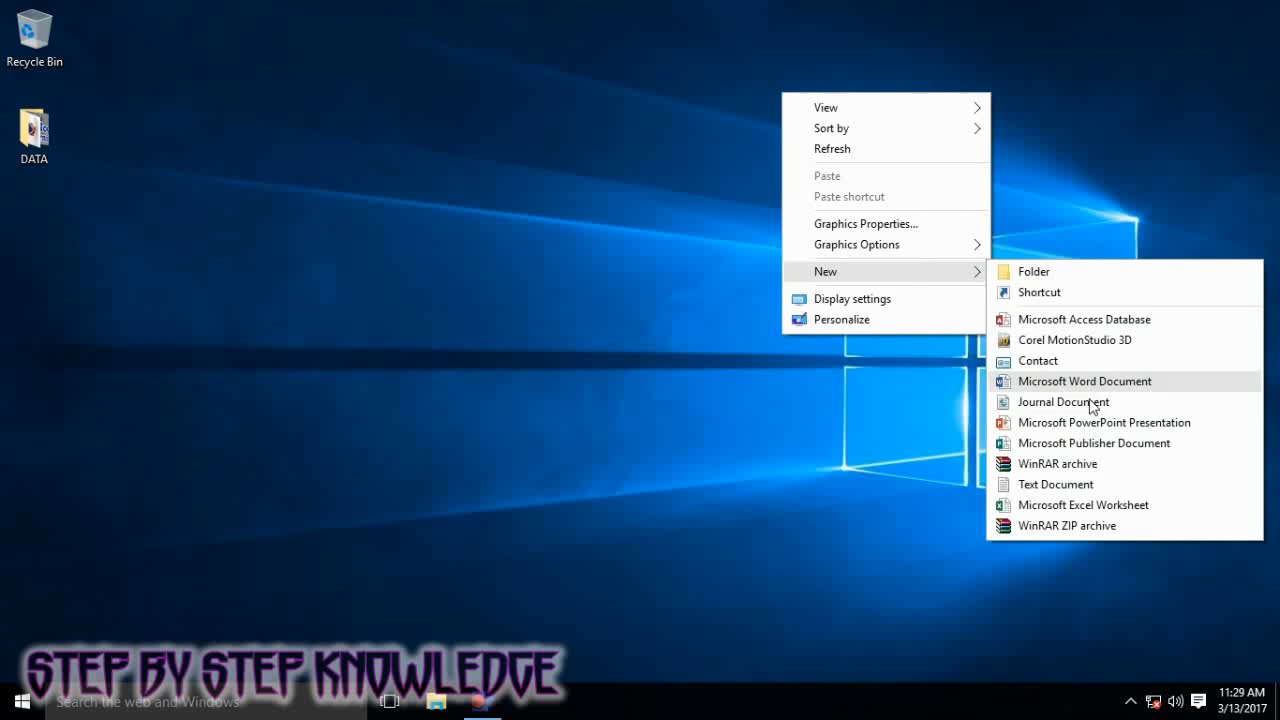 Recycle Bin
DATA
View
Sort by
Refresh
Paste
Paste shortcut
Graphics Properties...
Graphics Options
New
Display settings
Personalize
Folder
Shortcut
Microsoft Access Database
Corel MotionStudio 3D
Contact
Microsoft Word Document
Journal Document
Microsoft PowerPoint Presentation
Microsoft Publisher Document
WinRAR archive
Text Document
Microsoft Excel Worksheet
WinRAR ZIP archive
STEP BY STEP KNOWLEDGE
Search the web and Windows
11:29 AM
3/13/2017